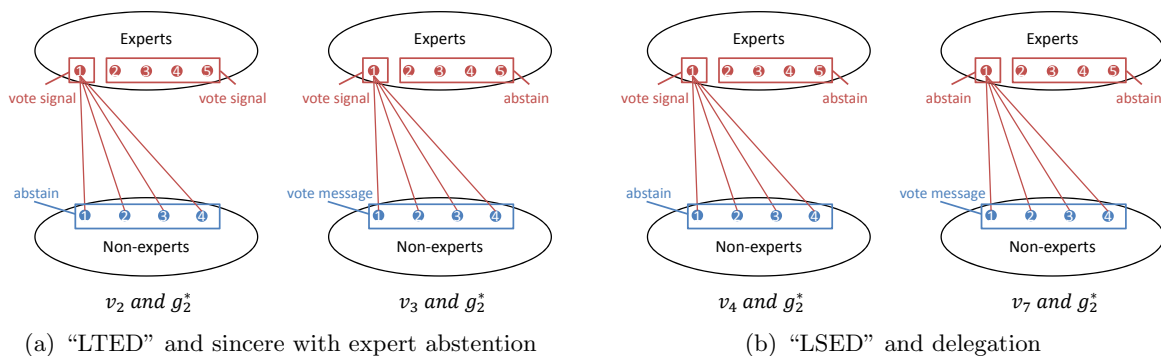 Experts Experts Experts Experts
1 2 3 4 5 1 2 3 4 5 1 2 3 4 5 1 2 3 4 5
vote signal vote signal vote signal abstain vote signal abstain abstain abstain
abstain vote message abstain vote message
1 2 3 4 1 2 3 4 1 2 3 4 1 2 3 4
Non-experts Non-experts Non-experts Non-experts
v₂ and g₂* v₃ and g₂* v₄ and g₂* v₇ and g₂*
(a) “LTED” and sincere with expert abstention (b) “LSED” and delegation